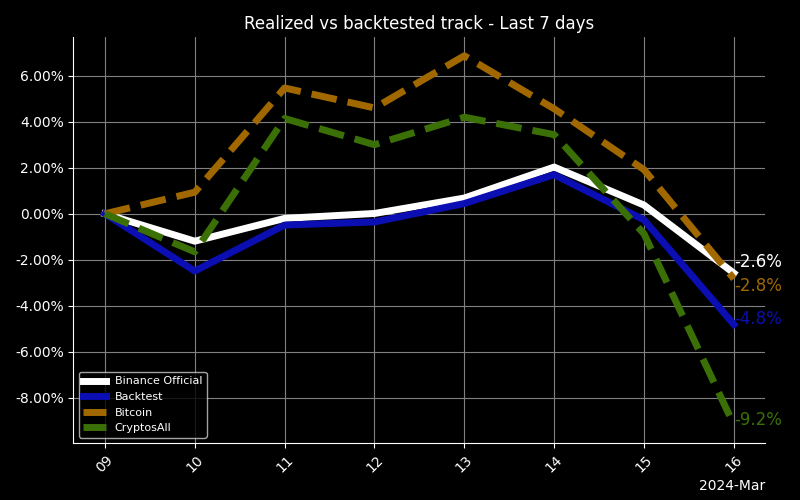 Realized vs backtested track - Last 7 days
6.00%
4.00%
2.00%
0.00%
-2.00%
-4.00%
-6.00%
-8.00%
-2.6%
-2.8%
-4.8%
-9.2%
Binance Official
Backtest
Bitcoin
CryptosAll
09 10 11 12 13 14 15 16
2024-Mar